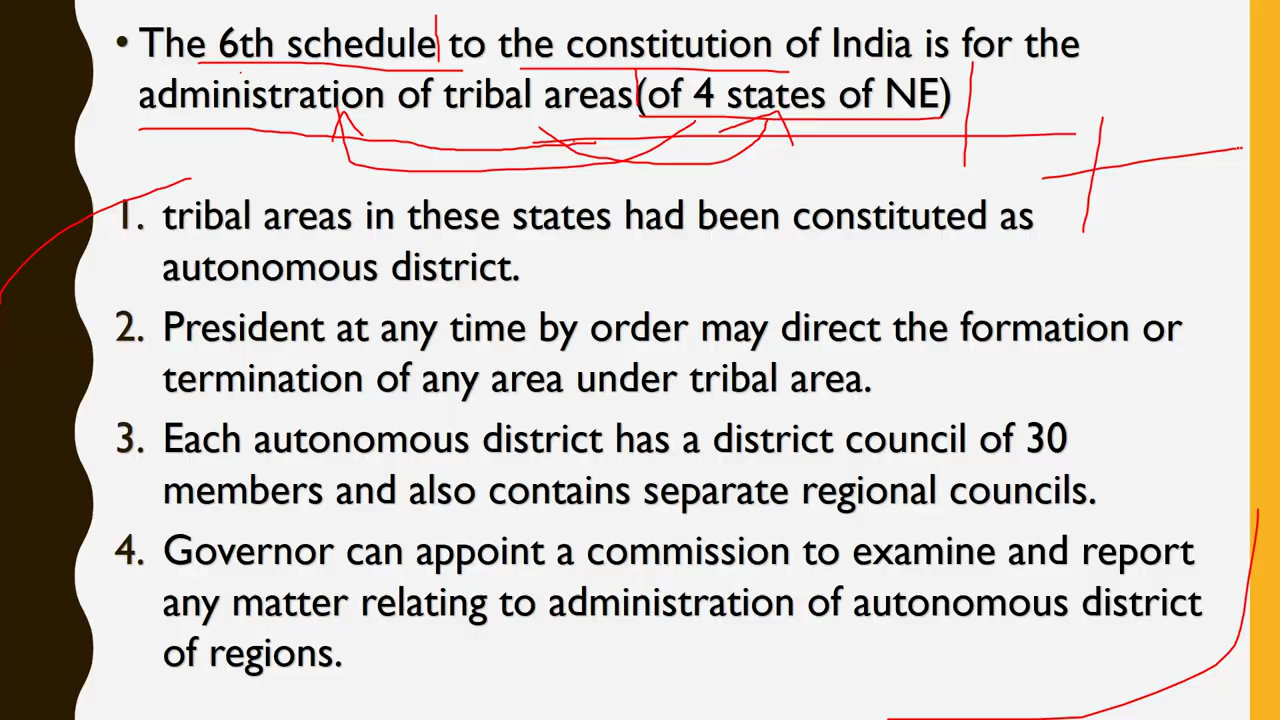 • The 6th schedule to the constitution of India is for the
administration of tribal areas(of 4 states of NE)
1. tribal areas in these states had been constituted as
autonomous district.
2. President at any time by order may direct the formation or
termination of any area under tribal area.
3. Each autonomous district has a district council of 30
members and also contains separate regional councils.
4. Governor can appoint a commission to examine and report
any matter relating to administration of autonomous district
of regions.